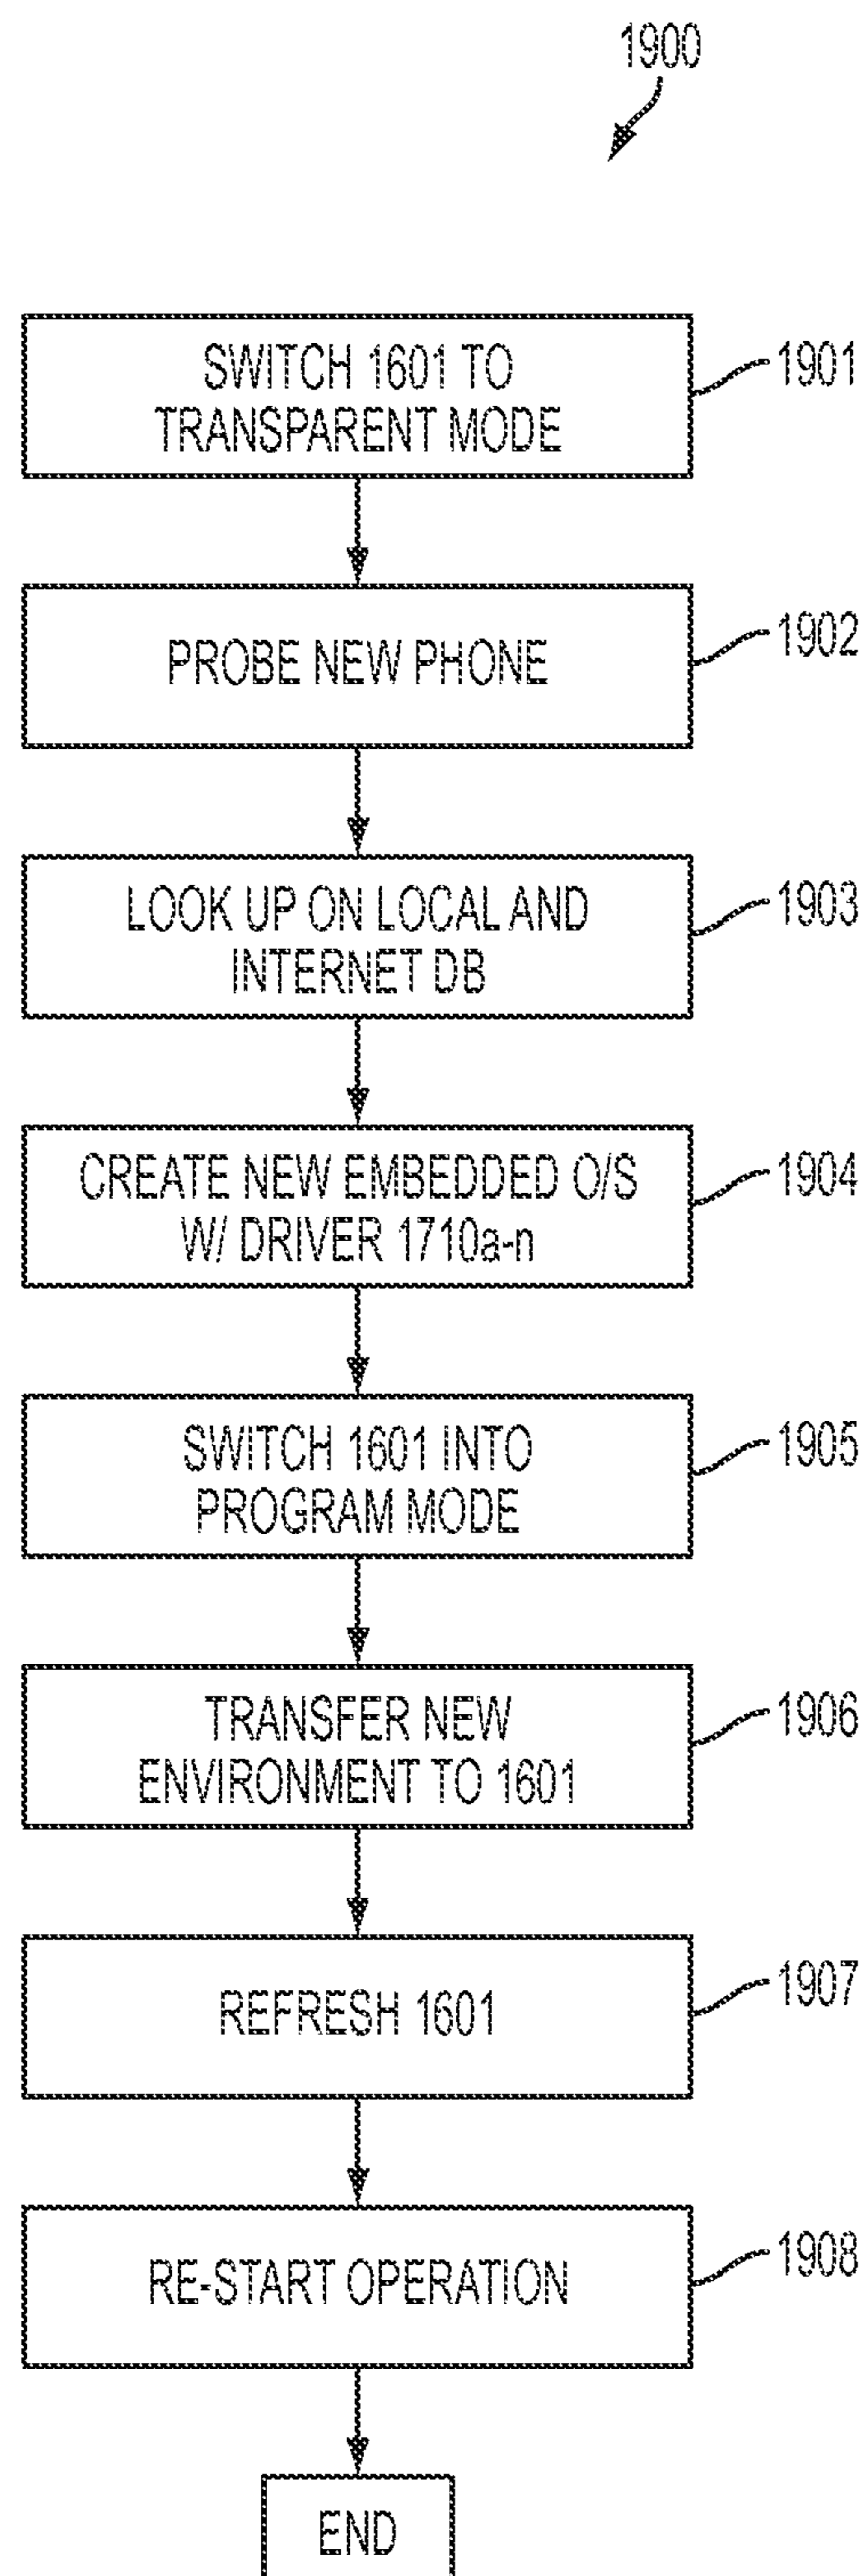 1900
SWITCH 1601 TO
TRANSPARENT MODE
1901
PROBE NEW PHONE
1902
LOOK UP ON LOCAL AND
INTERNET DB
1903
CREATE NEW EMBEDDED O/S
W/ DRIVER 1710a-n
1904
SWITCH 1601 INTO
PROGRAM MODE
1905
TRANSFER NEW
ENVIRONMENT TO 1601
1906
REFRESH 1601
1907
RE-START OPERATION
1908
END